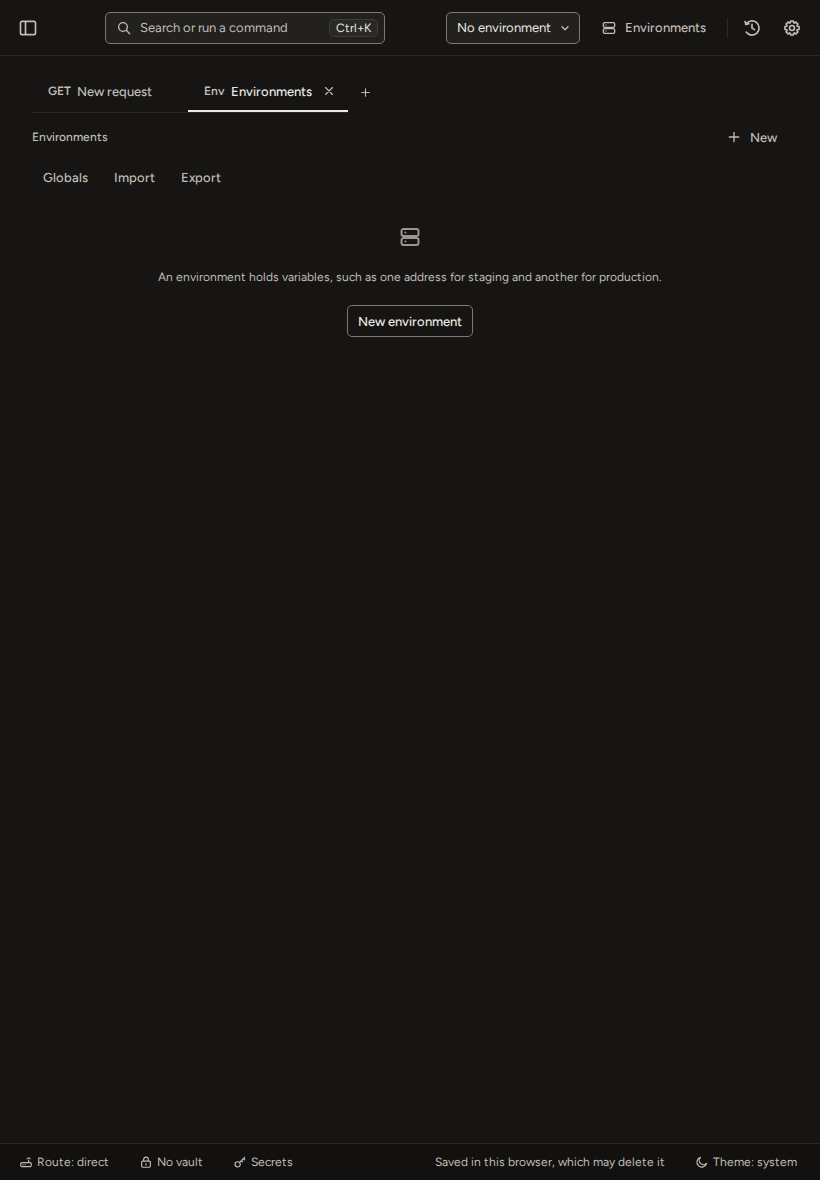 Search or run a command Ctrl+K No environment Environments
GET New request Env Environments
Environments New
Globals Import Export
An environment holds variables, such as one address for staging and another for production.
New environment
Route: direct No vault Secrets Saved in this browser, which may delete it Theme: system